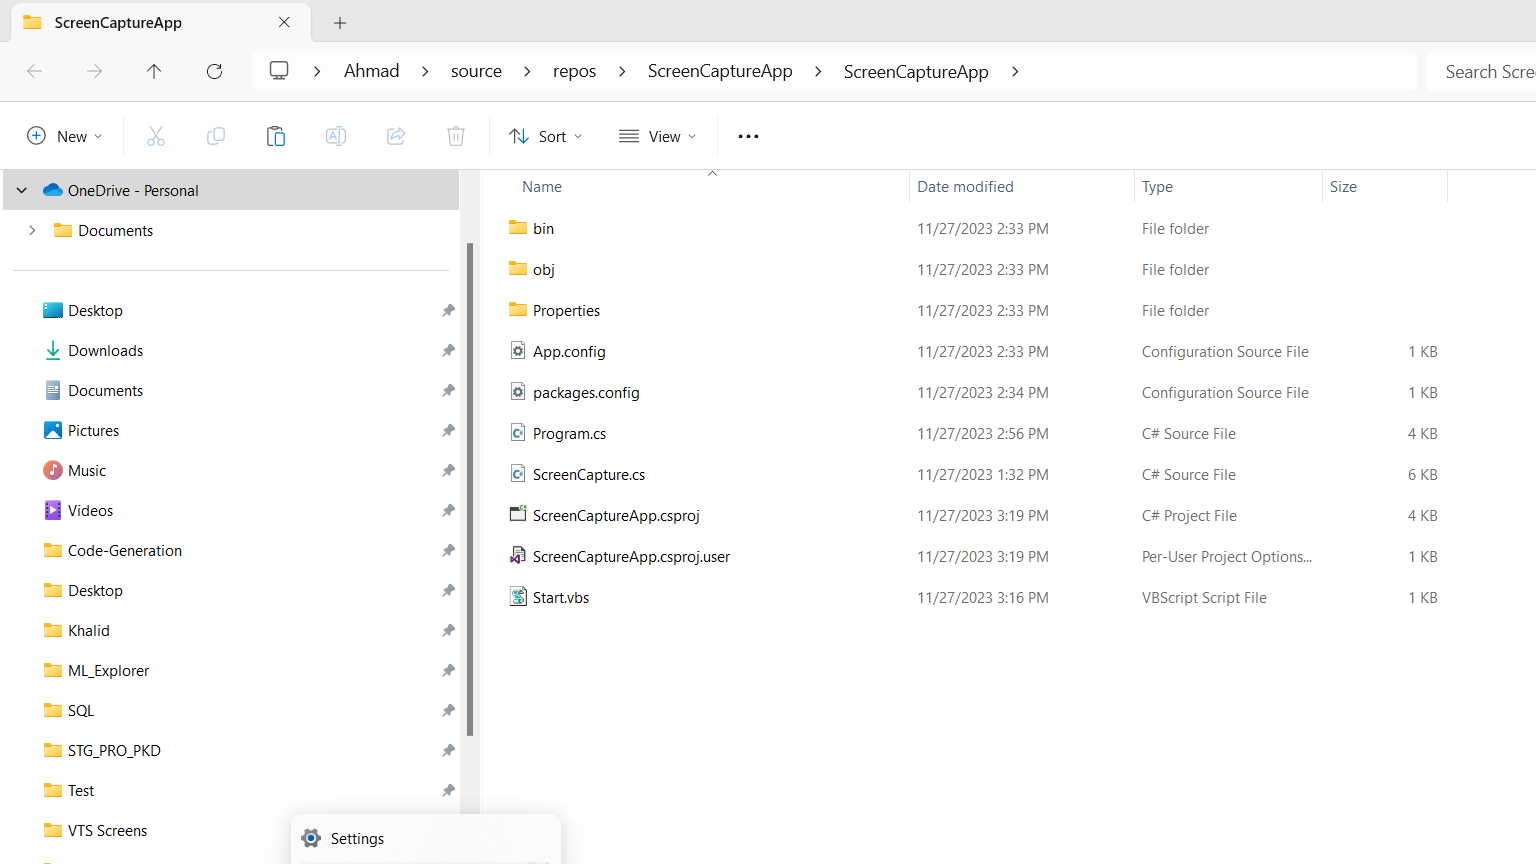 ScreenCaptureApp
Ahmad > source > repos > ScreenCaptureApp > ScreenCaptureApp >
Search Scre
New
Sort
View
OneDrive - Personal
Documents
Desktop
Downloads
Documents
Pictures
Music
Videos
Code-Generation
Desktop
Khalid
ML_Explorer
SQL
STG_PRO_PKD
Test
VTS Screens
Settings
Name Date modified Type Size
bin 11/27/2023 2:33 PM File folder
obj 11/27/2023 2:33 PM File folder
Properties 11/27/2023 2:33 PM File folder
App.config 11/27/2023 2:33 PM Configuration Source File 1 KB
packages.config 11/27/2023 2:34 PM Configuration Source File 1 KB
Program.cs 11/27/2023 2:56 PM C# Source File 4 KB
ScreenCapture.cs 11/27/2023 1:32 PM C# Source File 6 KB
ScreenCaptureApp.csproj 11/27/2023 3:19 PM C# Project File 4 KB
ScreenCaptureApp.csproj.user 11/27/2023 3:19 PM Per-User Project Options... 1 KB
Start.vbs 11/27/2023 3:16 PM VBScript Script File 1 KB